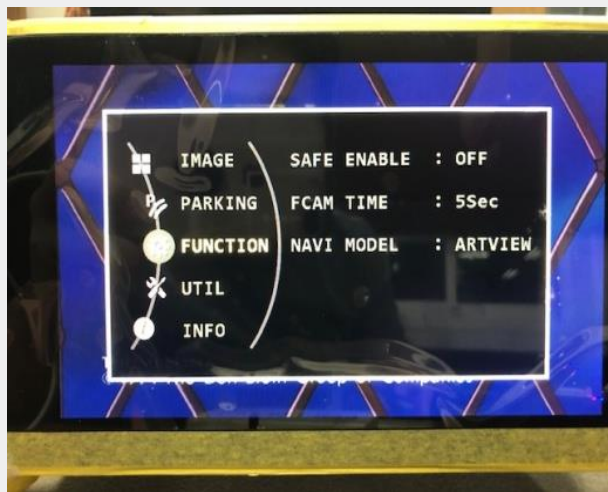 IMAGE
PARKING
FUNCTION
UTIL
INFO
SAFE ENABLE : OFF
FCAM TIME : 5Sec
NAVI MODEL : ARTVIEW